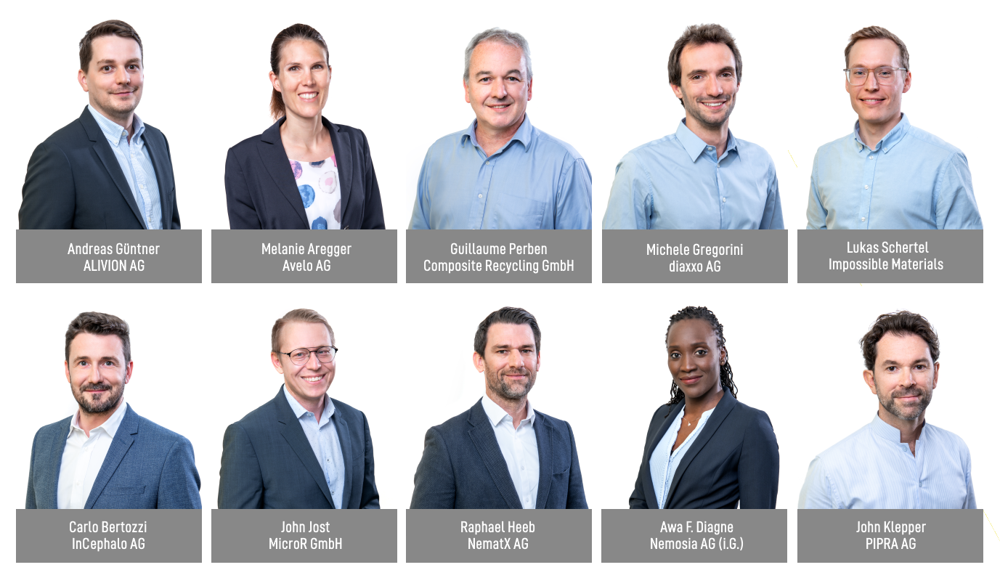 Andreas Güntner
ALIVION AG
Melanie Aregger
Avelo AG
Guillaume Perben
Composite Recycling GmbH
Michele Gregorini
diaxxo AG
Lukas Schertel
Impossible Materials
Carlo Bertozzi
InCephalo AG
John Jost
MicroR GmbH
Raphael Heeb
NematX AG
Awa F. Diagne
Nemosia AG (i.G.)
John Klepper
PIPRA AG